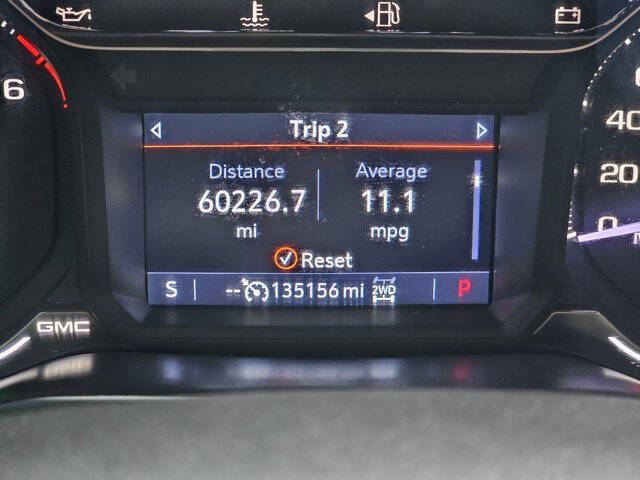 6
Trip 2
40
Distance Average
20
60226.7 11.1
mi mpg
0
Reset
S -- 135156 mi 2WD P
GMC